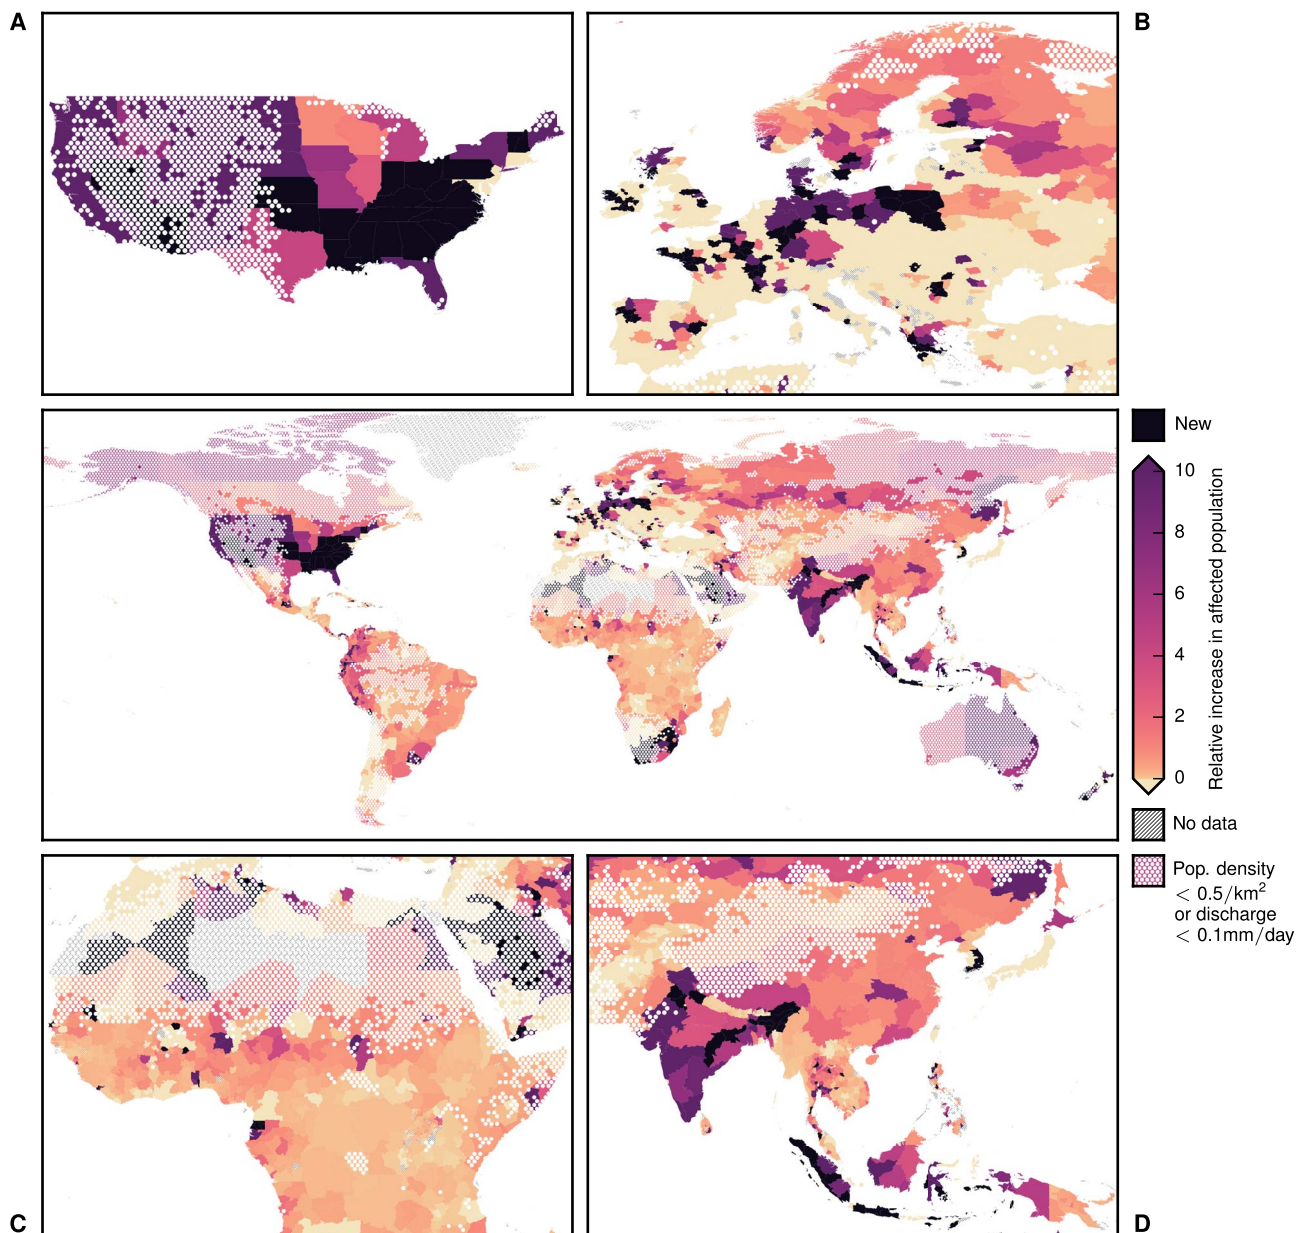 A
B
New
10
8
6
4
2
0
Relative increase in affected population
No data
Pop. density
< 0.5/km²
or discharge
< 0.1mm/day
C
D